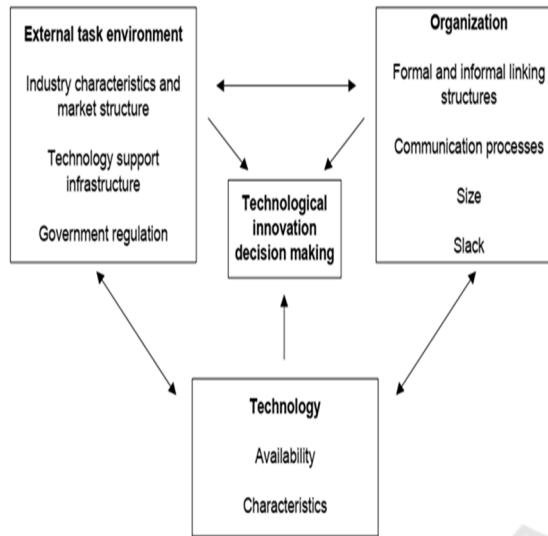 External task environment
Industry characteristics and
market structure
Technology support
infrastructure
Government regulation
Organization
Formal and informal linking
structures
Communication processes
Size
Slack
Technological
innovation
decision making
Technology
Availability
Characteristics